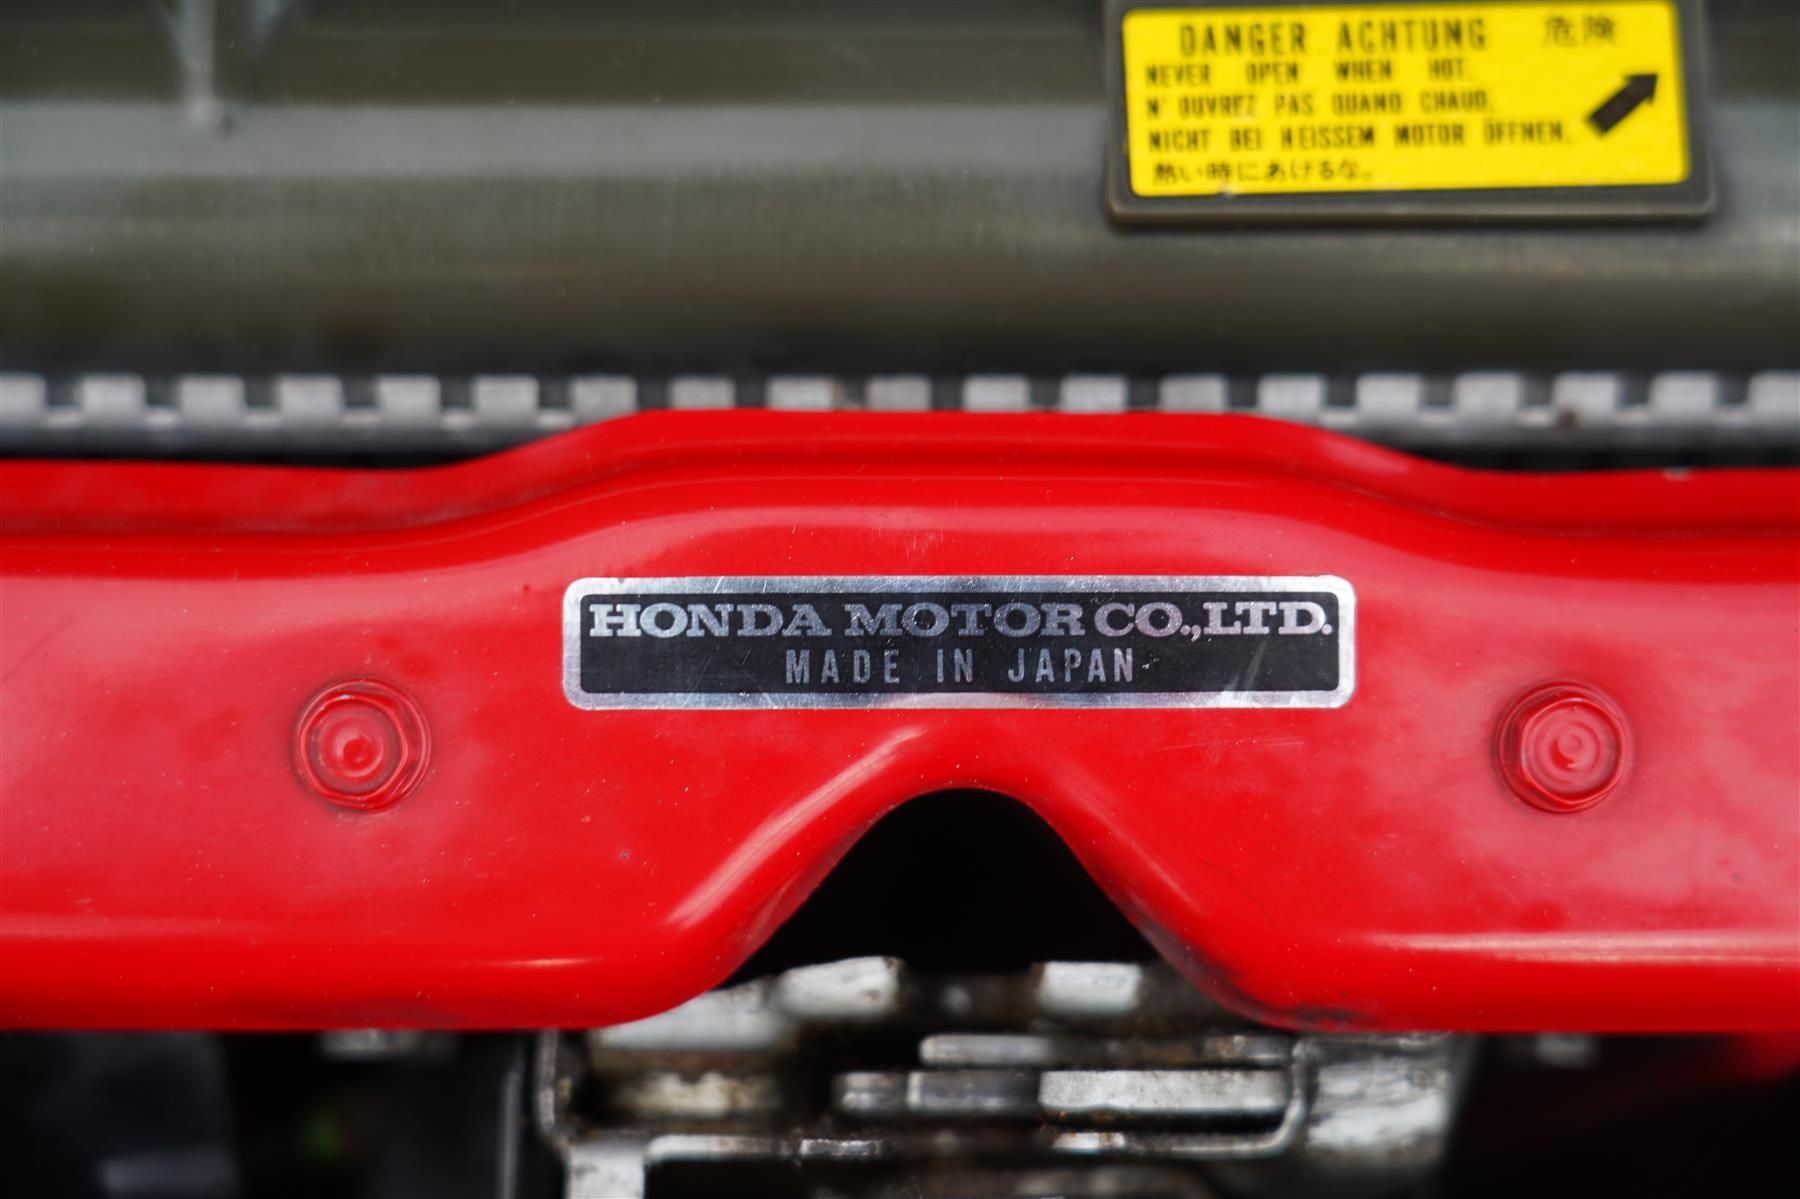 DANGER ACHTUNG 危険
NEVER OPEN WHEN HOT.
N'OUVREZ PAS QUAND CHAUD.
NICHT BEI HEISSEM MOTOR ÖFFNEN.
熱い時にあけるな。
HONDA MOTOR CO.,LTD.
MADE IN JAPAN